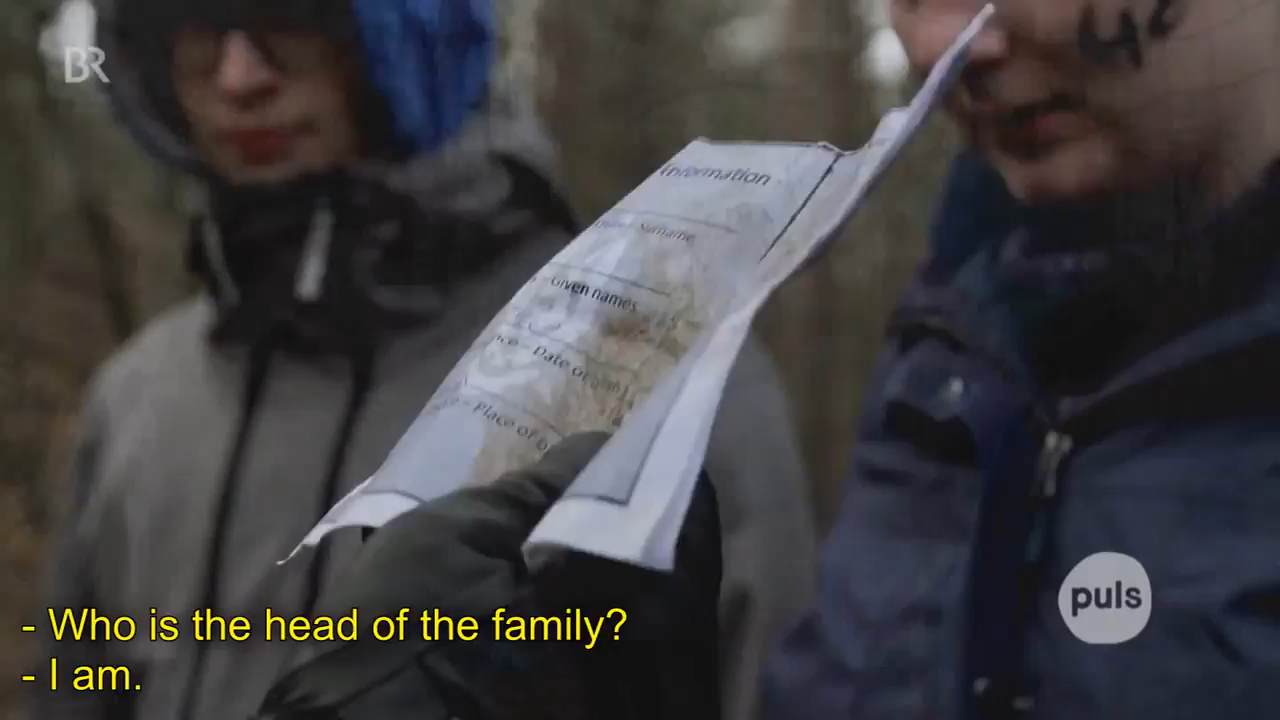 BR
Information
Surname
Given names
Date of
Place of
puls
- Who is the head of the family?
- I am.